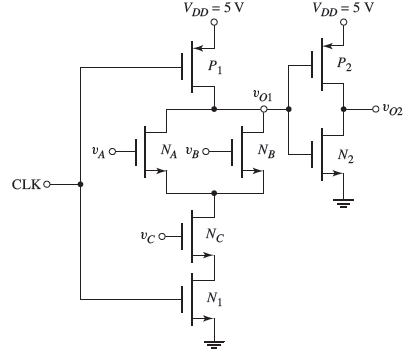 V_DD = 5 V
V_DD = 5 V
P_1
P_2
v_O1
v_O2
v_A
N_A
v_B
N_B
N_2
CLK
v_C
N_C
N_1